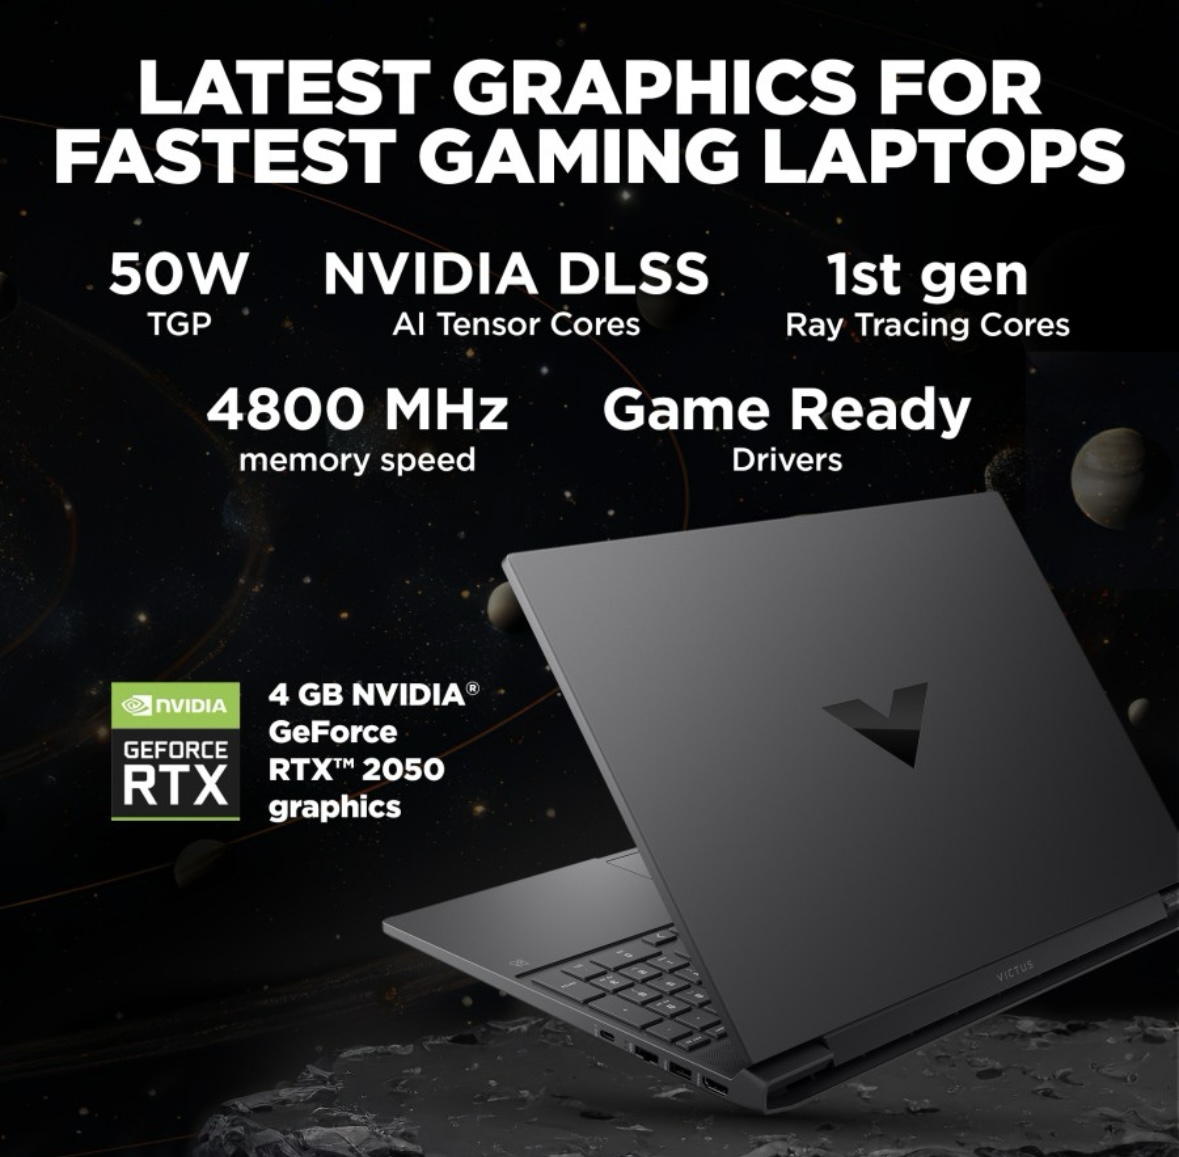 LATEST GRAPHICS FOR
FASTEST GAMING LAPTOPS
50W
TGP
NVIDIA DLSS
AI Tensor Cores
1st gen
Ray Tracing Cores
4800 MHz
memory speed
Game Ready
Drivers
NVIDIA
GEFORCE
RTX
4 GB NVIDIA®
GeForce
RTX™ 2050
graphics
VICTUS